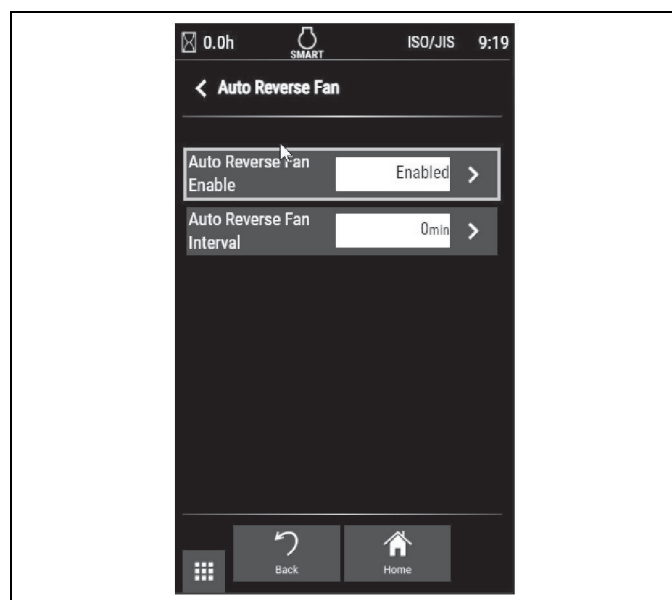 0.0h SMART ISO/JIS 9:19
Auto Reverse Fan
Auto Reverse Fan
Enable
Enabled
Auto Reverse Fan
Interval
0min
Back Home